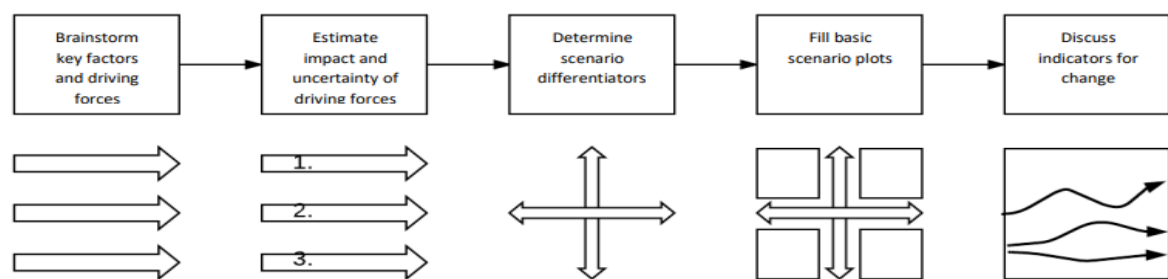 Brainstorm
key factors
and driving
forces
Estimate
impact and
uncertainty of
driving forces
Determine
scenario
differentiators
Fill basic
scenario plots
Discuss
indicators for
change
1.
2.
3.